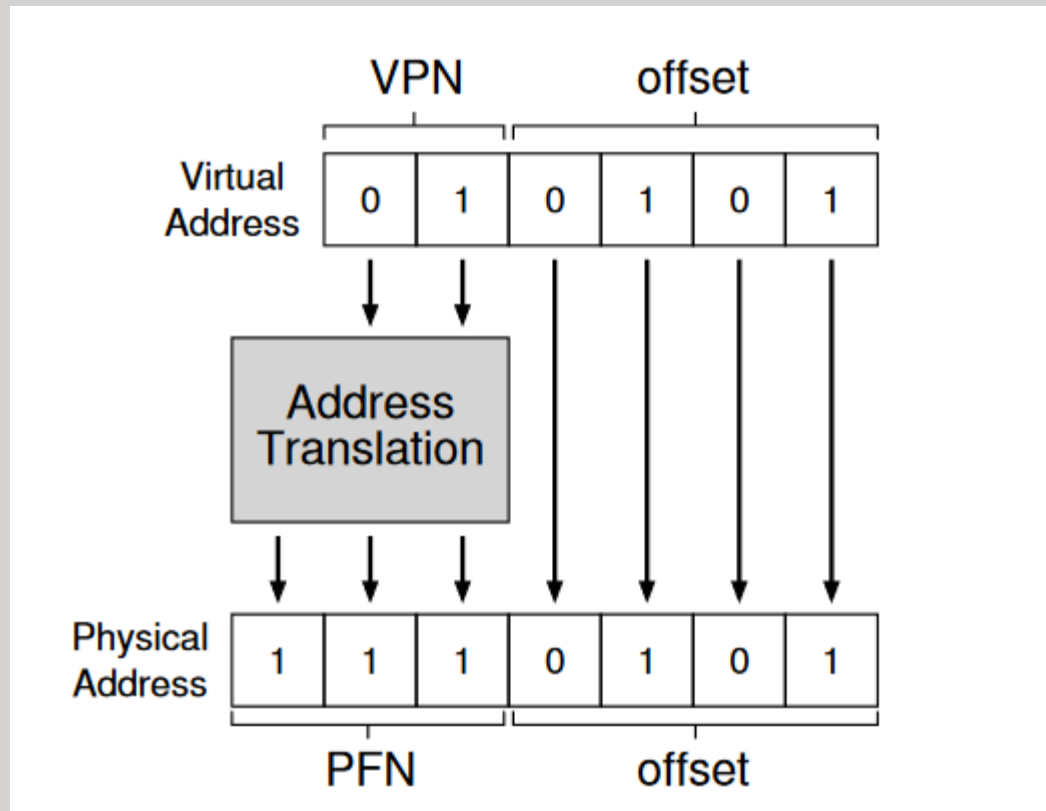 VPN offset
Virtual
Address
0 1 0 1 0 1
Address
Translation
Physical
Address
1 1 1 0 1 0 1
PFN offset